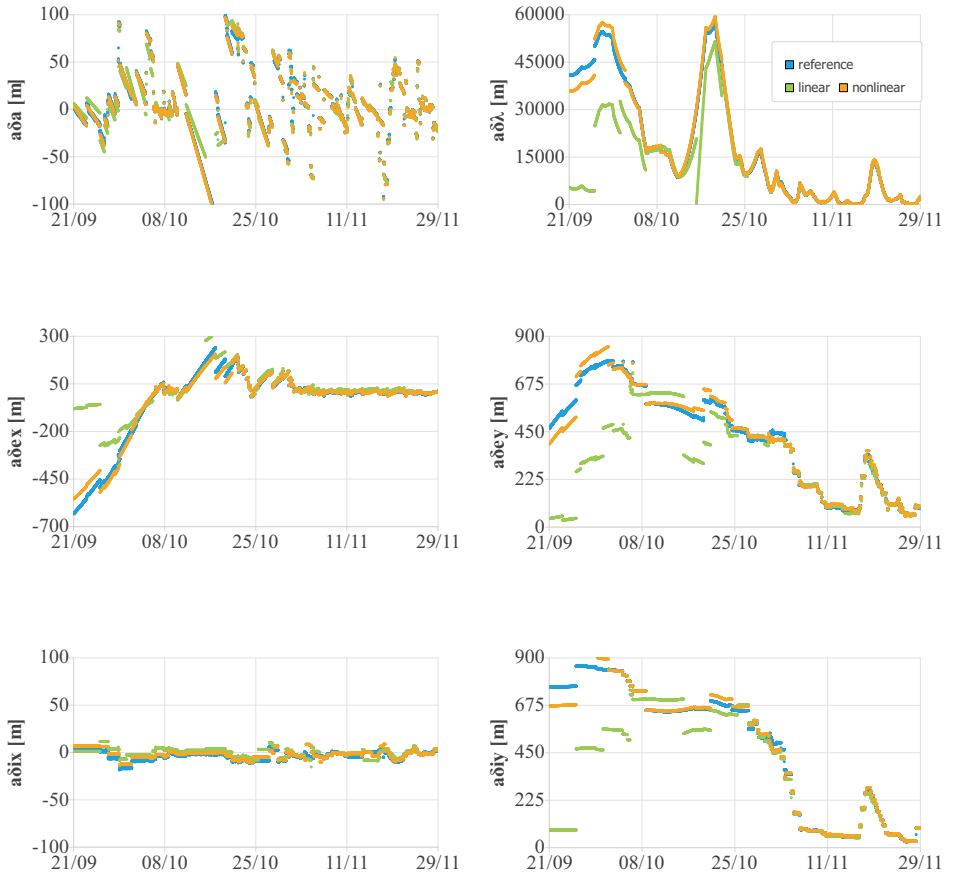 100
50
0
-50
-100
aδa [m]
21/09 08/10 25/10 11/11 29/11
60000
45000
30000
15000
0
aδλ [m]
reference
linear nonlinear
21/09 08/10 25/10 11/11 29/11
300
50
-200
-450
-700
aδex [m]
21/09 08/10 25/10 11/11 29/11
900
675
450
225
0
aδey [m]
21/09 08/10 25/10 11/11 29/11
100
50
0
-50
-100
aδix [m]
21/09 08/10 25/10 11/11 29/11
900
675
450
225
0
aδiy [m]
21/09 08/10 25/10 11/11 29/11